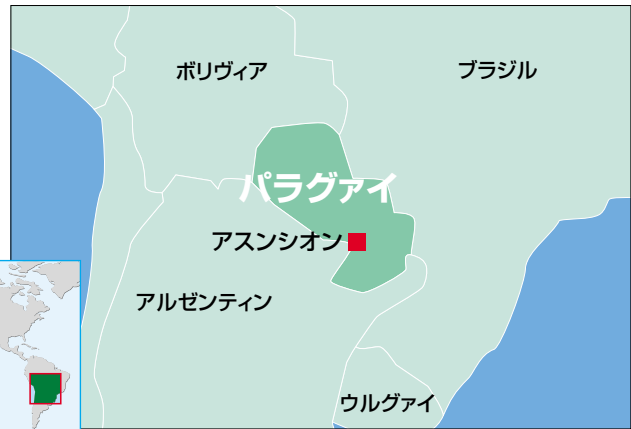 ボリヴィア
ブラジル
パラグァイ
アスンシオン
アルゼンティン
ウルグァイ